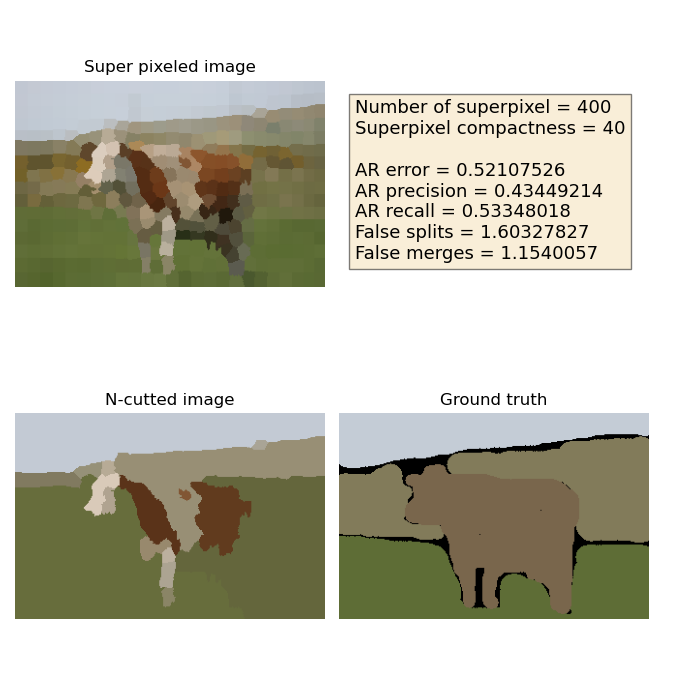 Super pixeled image
Number of superpixel = 400
Superpixel compactness = 40
AR error = 0.52107526
AR precision = 0.43449214
AR recall = 0.53348018
False splits = 1.60327827
False merges = 1.1540057
N-cutted image
Ground truth